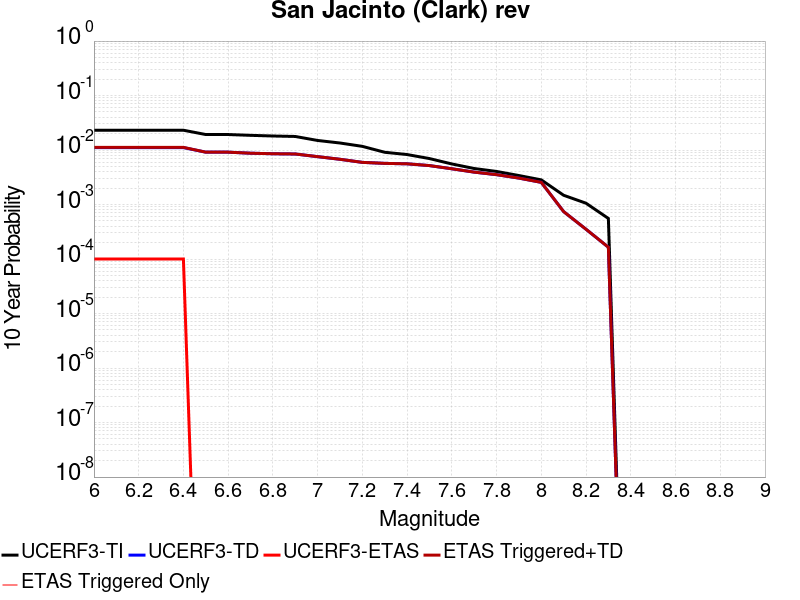 San Jacinto (Clark) rev
10 Year Probability
10^0
10^-1
10^-2
10^-3
10^-4
10^-5
10^-6
10^-7
10^-8
6 6.2 6.4 6.6 6.8 7 7.2 7.4 7.6 7.8 8 8.2 8.4 8.6 8.8 9
Magnitude
UCERF3-TI UCERF3-TD UCERF3-ETAS ETAS Triggered+TD
ETAS Triggered Only